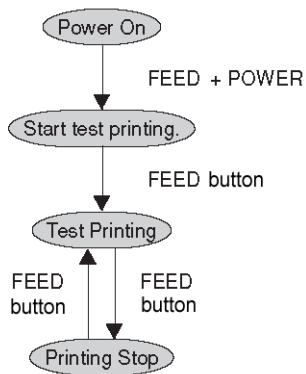 Power On
FEED + POWER
Start test printing.
FEED button
Test Printing
FEED
button
FEED
button
Printing Stop